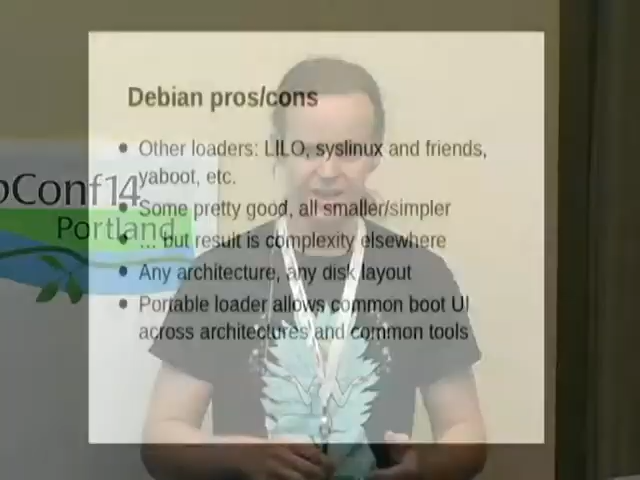 Debian pros/cons
• Other loaders: LILO, syslinux and friends,
yaboot, etc.
• Some pretty good, all smaller/simpler
• ... but result is complexity elsewhere
• Any architecture, any disk layout
• Portable loader allows common boot UI
across architectures and common tools
bConf14
Portland